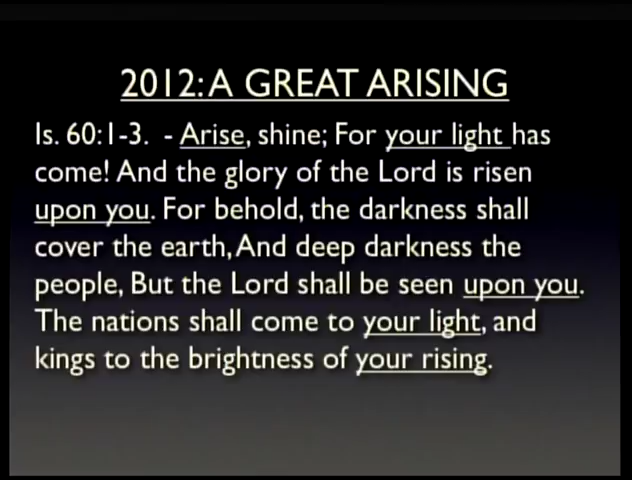 2012: A GREAT ARISING
Is. 60:1-3. - Arise, shine; For your light has
come! And the glory of the Lord is risen
upon you. For behold, the darkness shall
cover the earth, And deep darkness the
people, But the Lord shall be seen upon you.
The nations shall come to your light, and
kings to the brightness of your rising.